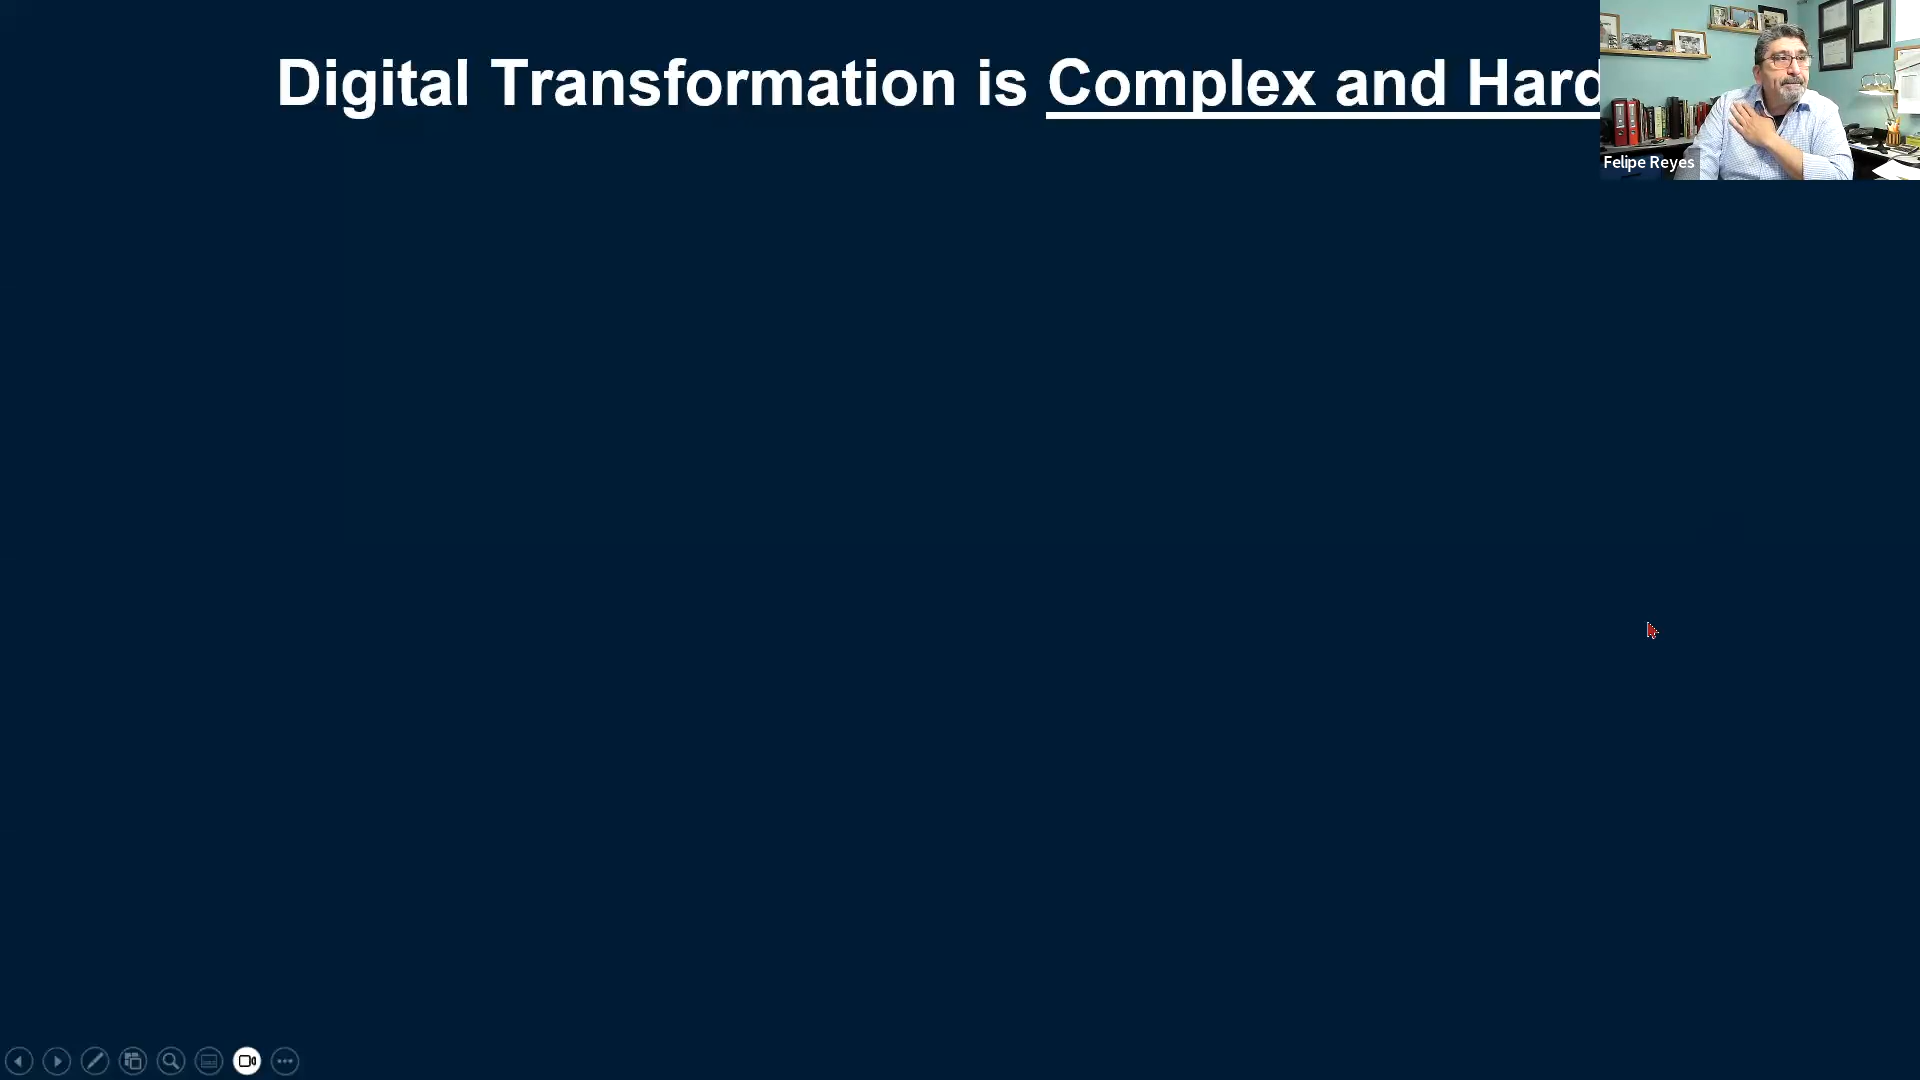 Digital Transformation is Complex and Hard
Felipe Reyes